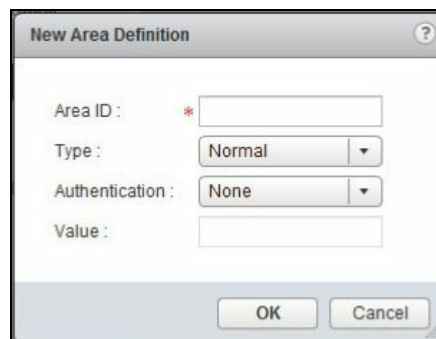 New Area Definition ?
Area ID : *
Type : Normal
Authentication : None
Value :
OK Cancel